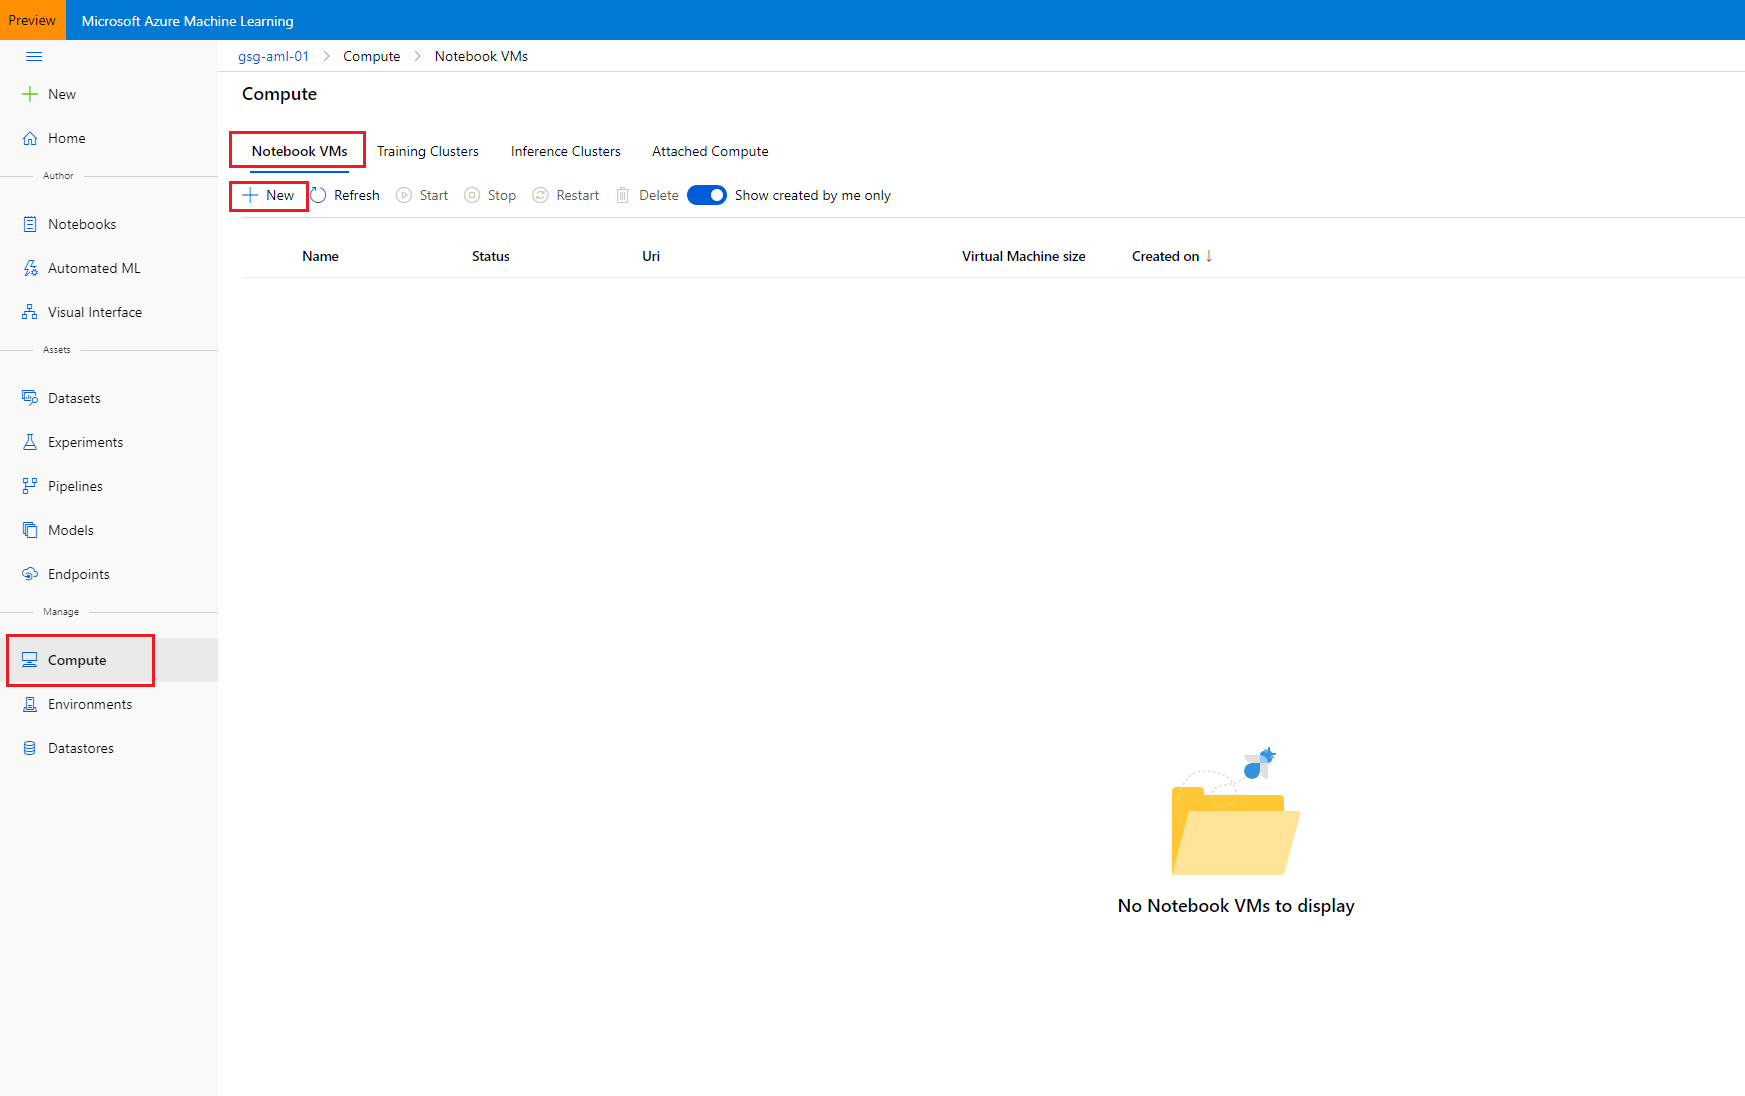 Preview Microsoft Azure Machine Learning
gsg-aml-01 Compute Notebook VMs
New
Home
Author
Notebooks
Automated ML
Visual Interface
Assets
Datasets
Experiments
Pipelines
Models
Endpoints
Manage
Compute
Environments
Datastores
Compute
Notebook VMs Training Clusters Inference Clusters Attached Compute
New Refresh Start Stop Restart Delete Show created by me only
Name Status Uri Virtual Machine size Created on ↓
No Notebook VMs to display